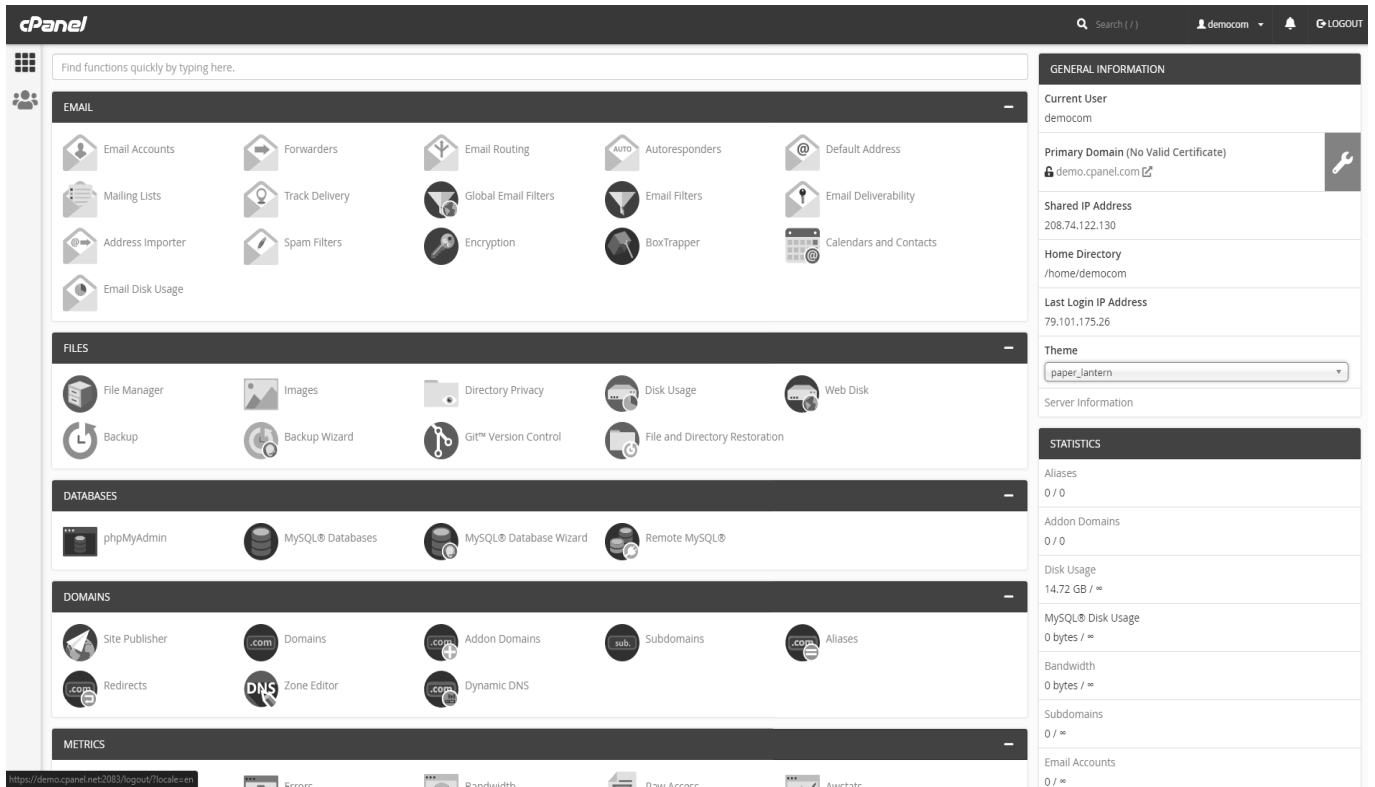 cPanel
Search ( / )
democom
LOGOUT
Find functions quickly by typing here.
EMAIL
Email Accounts
Forwarders
Email Routing
AUTO
Autoresponders
@
Default Address
Mailing Lists
Track Delivery
Global Email Filters
Email Filters
Email Deliverability
@
Address Importer
Spam Filters
Encryption
BoxTrapper
@
Calendars and Contacts
Email Disk Usage
FILES
File Manager
Images
Directory Privacy
Disk Usage
Web Disk
Backup
Backup Wizard
Git™ Version Control
File and Directory Restoration
DATABASES
phpMyAdmin
MySQL® Databases
MySQL® Database Wizard
Remote MySQL®
DOMAINS
Site Publisher
.com
Domains
.com
Addon Domains
sub.
Subdomains
.com
Aliases
.com
Redirects
DNS
Zone Editor
.com
Dynamic DNS
METRICS
Errors
Bandwidth
Raw Access
Awstats
https://demo.cpanel.net:2083/logout/?locale=en
GENERAL INFORMATION
Current User
democom
Primary Domain (No Valid Certificate)
demo.cpanel.com
Shared IP Address
208.74.122.130
Home Directory
/home/democom
Last Login IP Address
79.101.175.26
Theme
paper_lantern
Server Information
STATISTICS
Aliases
0 / 0
Addon Domains
0 / 0
Disk Usage
14.72 GB / ∞
MySQL® Disk Usage
0 bytes / ∞
Bandwidth
0 bytes / ∞
Subdomains
0 / ∞
Email Accounts
0 / ∞